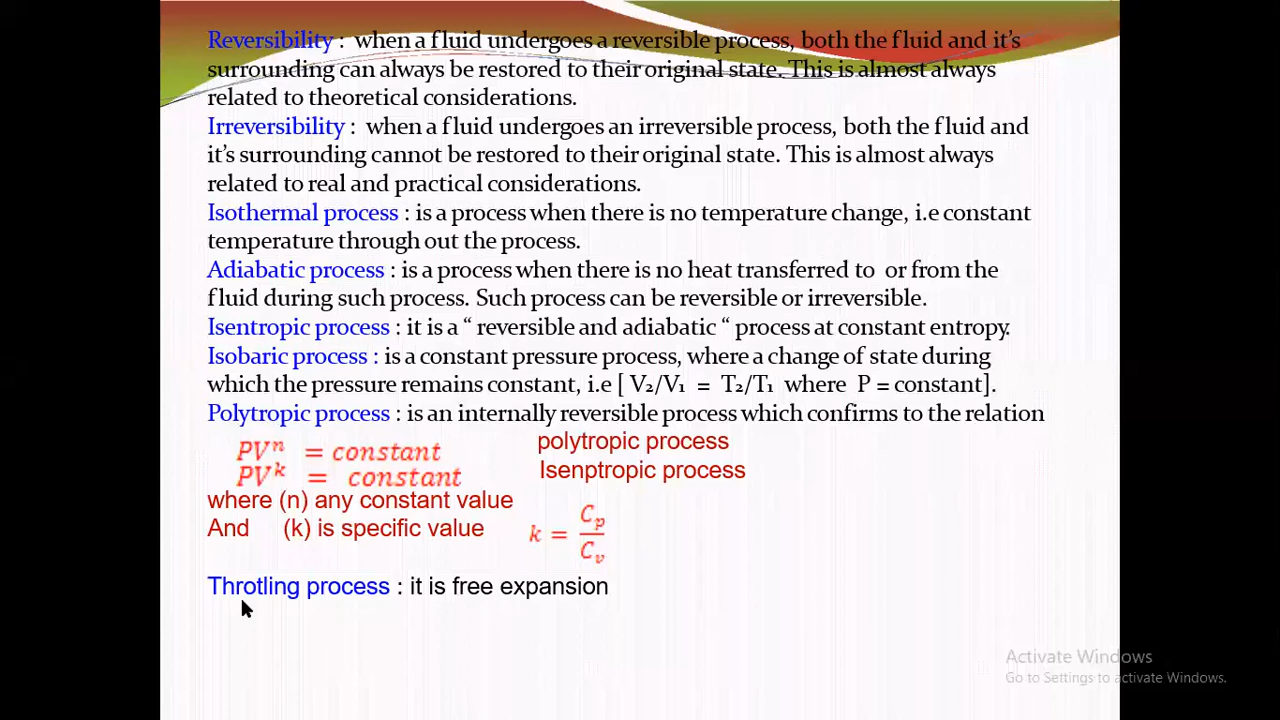 Reversibility : when a fluid undergoes a reversible process, both the fluid and it's
surrounding can always be restored to their original state. This is almost always
related to theoretical considerations.
Irreversibility : when a fluid undergoes an irreversible process, both the fluid and
it's surrounding cannot be restored to their original state. This is almost always
related to real and practical considerations.
Isothermal process : is a process when there is no temperature change, i.e constant
temperature through out the process.
Adiabatic process : is a process when there is no heat transferred to or from the
fluid during such process. Such process can be reversible or irreversible.
Isentropic process : it is a “ reversible and adiabatic “ process at constant entropy.
Isobaric process : is a constant pressure process, where a change of state during
which the pressure remains constant, i.e [ V2/V1 = T2/T1 where P = constant].
Polytropic process : is an internally reversible process which confirms to the relation
PVⁿ = constant polytropic process
PVᵏ = constant Isenptropic process
where (n) any constant value
And (k) is specific value k = Cp/Cv
Throtling process : it is free expansion
Activate Windows
Go to Settings to activate Windows.